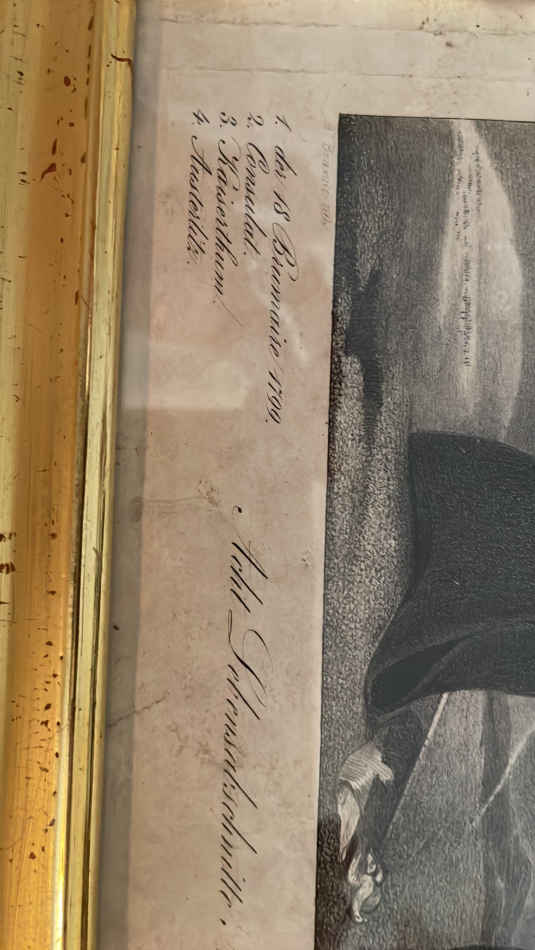 1. der 18 Brumaire 1799.
2. Consulat.
3. Kaiserthum.
4. Austerlitz.
Acht Lebensabschnitte,